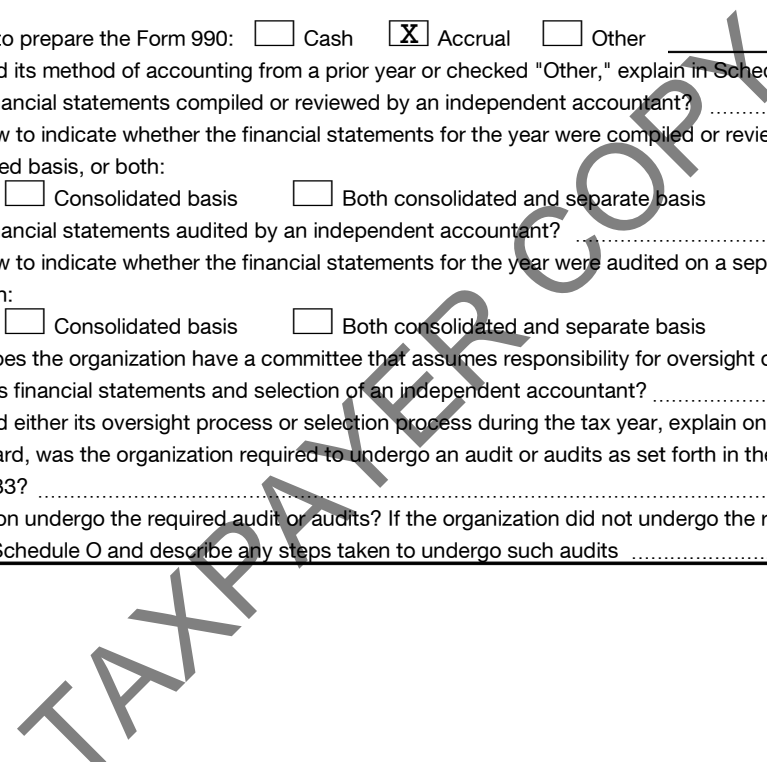 to prepare the Form 990: Cash X Accrual Other
d its method of accounting from a prior year or checked "Other," explain in Sched
ancial statements compiled or reviewed by an independent accountant?
w to indicate whether the financial statements for the year were compiled or revie
ed basis, or both:
Consolidated basis Both consolidated and separate basis
ancial statements audited by an independent accountant?
w to indicate whether the financial statements for the year were audited on a sep
h:
Consolidated basis Both consolidated and separate basis
oes the organization have a committee that assumes responsibility for oversight o
s financial statements and selection of an independent accountant?
d either its oversight process or selection process during the tax year, explain on
ard, was the organization required to undergo an audit or audits as set forth in the
33?
on undergo the required audit or audits? If the organization did not undergo the r
Schedule O and describe any steps taken to undergo such audits
TAXPAYER COPY